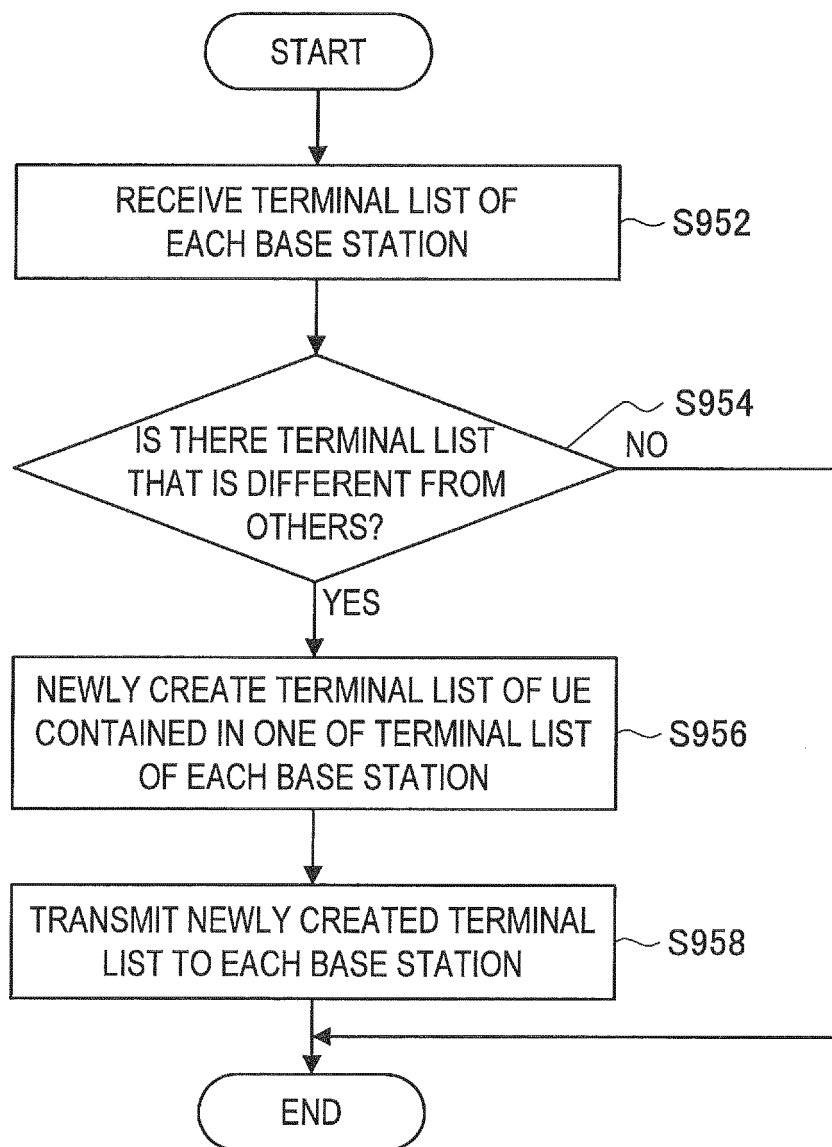 START
RECEIVE TERMINAL LIST OF
EACH BASE STATION
S952
S954
IS THERE TERMINAL LIST
THAT IS DIFFERENT FROM
OTHERS?
NO
YES
NEWLY CREATE TERMINAL LIST OF UE
CONTAINED IN ONE OF TERMINAL LIST
OF EACH BASE STATION
S956
TRANSMIT NEWLY CREATED TERMINAL
LIST TO EACH BASE STATION
S958
END